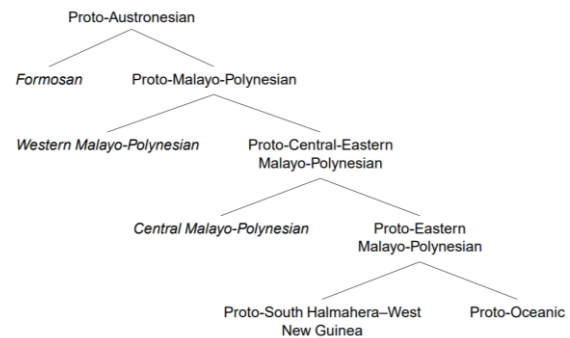 Proto-Austronesian
Formosan
Proto-Malayo-Polynesian
Western Malayo-Polynesian
Proto-Central-Eastern
Malayo-Polynesian
Central Malayo-Polynesian
Proto-Eastern
Malayo-Polynesian
Proto-South Halmahera–West
New Guinea
Proto-Oceanic